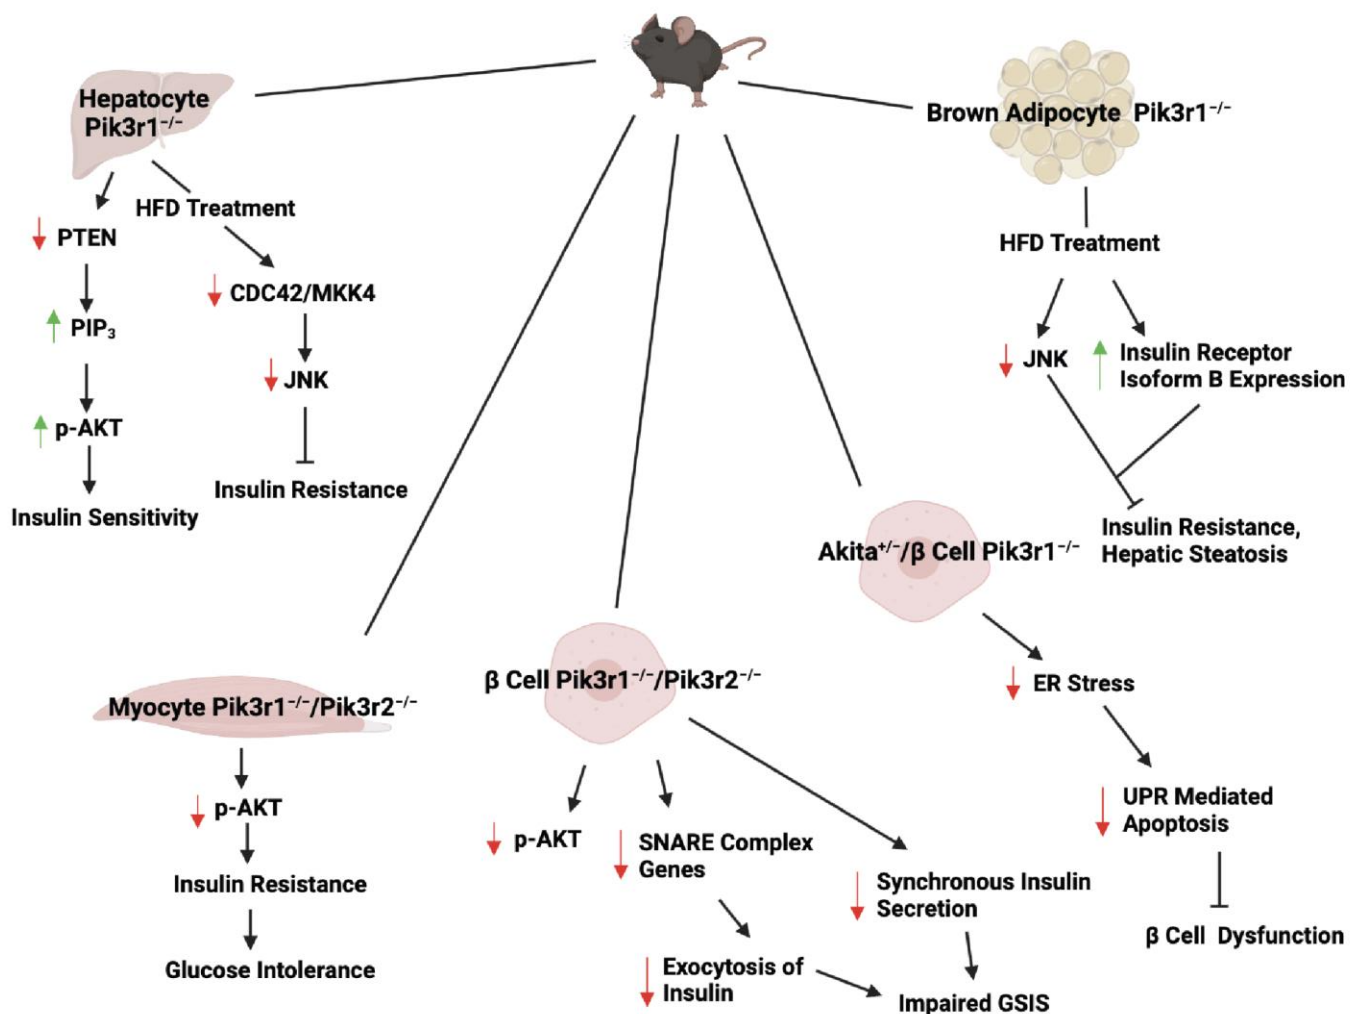 Hepatocyte
Pik3r1⁻/⁻
HFD Treatment
PTEN
PIP₃
p-AKT
Insulin Sensitivity
CDC42/MKK4
JNK
Insulin Resistance
Brown Adipocyte Pik3r1⁻/⁻
HFD Treatment
JNK
Insulin Receptor
Isoform B Expression
Insulin Resistance,
Hepatic Steatosis
Akita⁺/⁻/β Cell Pik3r1⁻/⁻
ER Stress
UPR Mediated
Apoptosis
β Cell Dysfunction
Myocyte Pik3r1⁻/⁻/Pik3r2⁻/⁻
p-AKT
Insulin Resistance
Glucose Intolerance
β Cell Pik3r1⁻/⁻/Pik3r2⁻/⁻
p-AKT
SNARE Complex
Genes
Exocytosis of
Insulin
Synchronous Insulin
Secretion
Impaired GSIS